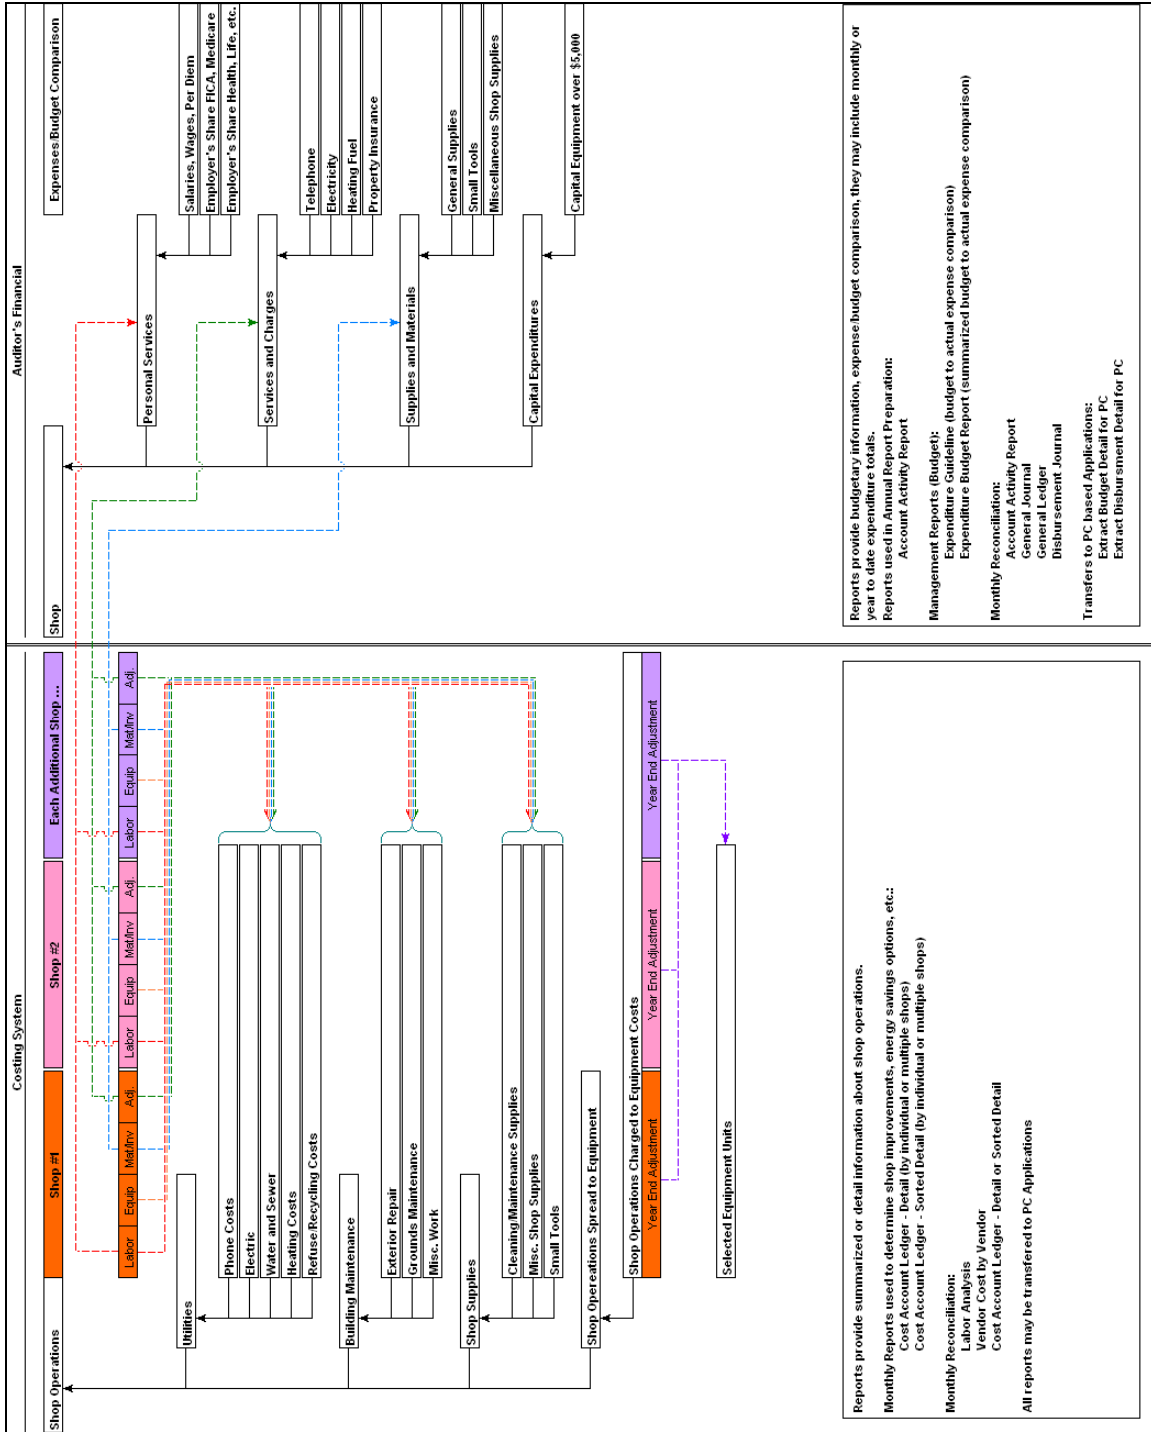 Costing System
Shop Operations
Shop #1
Shop #2
Each Additional Shop ...
Labor
Equip
Mat/Inv
Adj.
Labor
Equip
Mat/Inv
Adj.
Labor
Equip
Mat/Inv
Adj.
Utilities
Phone Costs
Electric
Water and Sewer
Heating Costs
Refuse/Recycling Costs
Building Maintenance
Exterior Repair
Grounds Maintenance
Misc. Work
Shop Supplies
Cleaning/Maintenance Supplies
Misc. Shop Supplies
Small Tools
Shop Opereations Spread to Equipment
Shop Operations Charged to Equipment Costs
Year End Adjustment
Year End Adjustment
Year End Adjustment
Selected Equipment Units
Reports provide summarized or detail information about shop operations.
Monthly Reports used to determine shop improvements, energy savings options, etc.:
Cost Account Ledger - Detail (by individual or multiple shops)
Cost Account Ledger - Sorted Detail (by individual or multiple shops)
Monthly Reconciliation:
Labor Analysis
Vendor Cost by Vendor
Cost Account Ledger - Detail or Sorted Detail
All reports may be transferred to PC Applications
Auditor's Financial
Shop
Expenses/Budget Comparison
Personal Services
Salaries, Wages, Per Diem
Employer's Share FICA, Medicare
Employer's Share Health, Life, etc.
Services and Charges
Telephone
Electricity
Heating Fuel
Property Insurance
Supplies and Materials
General Supplies
Small Tools
Miscellaneous Shop Supplies
Capital Expenditures
Capital Equipment over $5,000
Reports provide budgetary information, expense/budget comparison, they may include monthly or
year to date expenditure totals.
Reports used in Annual Report Preparation:
Account Activity Report
Management Reports (Budget):
Expenditure Guideline (budget to actual expense comparison)
Expenditure Budget Report (summarized budget to actual expense comparison)
Monthly Reconciliation:
Account Activity Report
General Journal
General Ledger
Disbursement Journal
Transfers to PC based Applications:
Extract Budget Detail for PC
Extract Disbursment Detail for PC